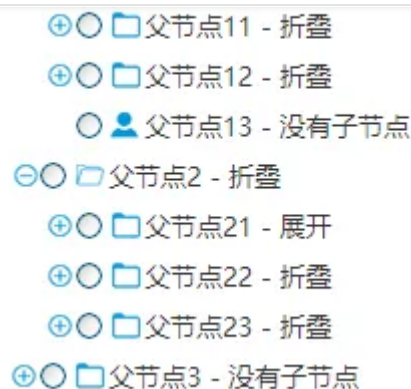 父节点11 - 折叠
父节点12 - 折叠
父节点13 - 没有子节点
父节点2 - 折叠
父节点21 - 展开
父节点22 - 折叠
父节点23 - 折叠
父节点3 - 没有子节点